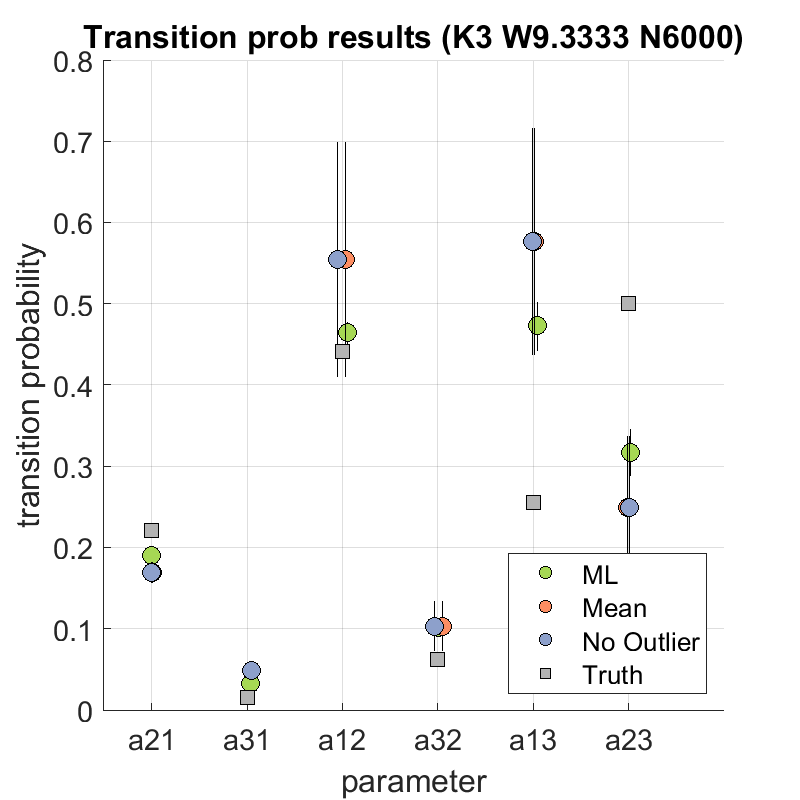 Transition prob results (K3 W9.3333 N6000)
0.8
0.7
0.6
0.5
0.4
0.3
0.2
0.1
0
transition probability
a21 a31 a12 a32 a13 a23
parameter
ML
Mean
No Outlier
Truth